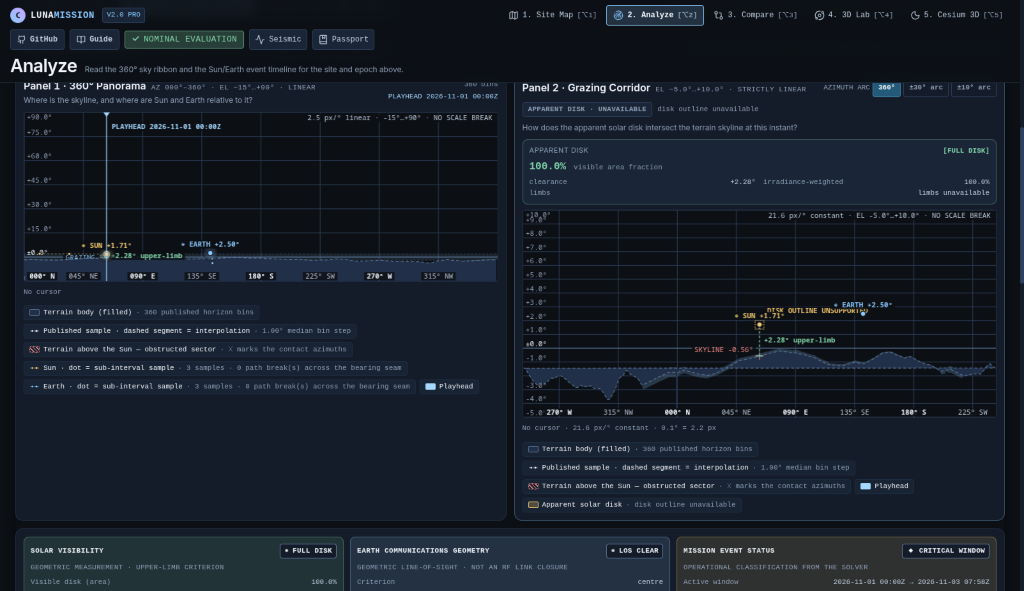 LUNAMISSION V2.0 PRO
1. Site Map [⌥1]
2. Analyze [⌥2]
3. Compare [⌥3]
4. 3D Lab [⌥4]
5. Cesium 3D [⌥5]
GitHub
Guide
NOMINAL EVALUATION
Seismic
Passport
Analyze
Read the 360° sky ribbon and the Sun/Earth event timeline for the site and epoch above.
Panel 1 · 360° Panorama AZ 000°–360° · EL -15°…+90° · LINEAR
360 bins
Where is the skyline, and where are Sun and Earth relative to it?
PLAYHEAD 2026-11-01 00:00Z
+90.0°
2.5 px/° linear · -15°…+90° · NO SCALE BREAK
PLAYHEAD 2026-11-01 00:00Z
+75.0°
+60.0°
+45.0°
+30.0°
+15.0°
SUN +1.71°
EARTH +2.50°
+2.28° upper-limb
000° N
045° NE
090° E
135° SE
180° S
225° SW
270° W
315° NW
No cursor
Terrain body (filled) · 360 published horizon bins
Published sample · dashed segment = interpolation · 1.00° median bin step
Terrain above the Sun — obstructed sector · X marks the contact azimuths
Sun · dot = sub-interval sample · 3 samples · 0 path break(s) across the bearing seam
Earth · dot = sub-interval sample · 3 samples · 0 path break(s) across the bearing seam
Playhead
Panel 2 · Grazing Corridor EL -5.0°…+10.0° · STRICTLY LINEAR
AZIMUTH ARC
360°
±30° arc
±10° arc
APPARENT DISK · UNAVAILABLE
disk outline unavailable
How does the apparent solar disk intersect the terrain skyline at this instant?
APPARENT DISK
[FULL DISK]
100.0% visible area fraction
clearance +2.28°
irradiance-weighted 100.0%
limbs limbs unavailable
+10.0°
21.6 px/° constant · EL -5.0°…+10.0° · NO SCALE BREAK
+9.0°
+8.0°
+7.0°
+6.0°
+5.0°
+4.0°
+3.0°
EARTH +2.50°
DISK OUTLINE UNSUPPORTED
SUN +1.71°
+2.0°
+1.0°
+2.28° upper-limb
±0.0°
SKYLINE -0.56°
-1.0°
-3.0°
-4.0°
-5.0
270° W
315° NW
000° N
045° NE
090° E
135° SE
180° S
225° SW
No cursor · 21.6 px/° constant · 0.1° = 2.2 px
Terrain body (filled) · 360 published horizon bins
Published sample · dashed segment = interpolation · 1.00° median bin step
Terrain above the Sun — obstructed sector · X marks the contact azimuths
Playhead
Apparent solar disk · disk outline unavailable
SOLAR VISIBILITY
FULL DISK
GEOMETRIC MEASUREMENT · UPPER-LIMB CRITERION
Visible disk (area) 100.0%
EARTH COMMUNICATIONS GEOMETRY
LOS CLEAR
GEOMETRIC LINE-OF-SIGHT · NOT AN RF LINK CLOSURE
Criterion centre
MISSION EVENT STATUS
CRITICAL WINDOW
OPERATIONAL CLASSIFICATION FROM THE SOLVER
Active window 2026-11-01 00:00Z → 2026-11-03 07:58Z